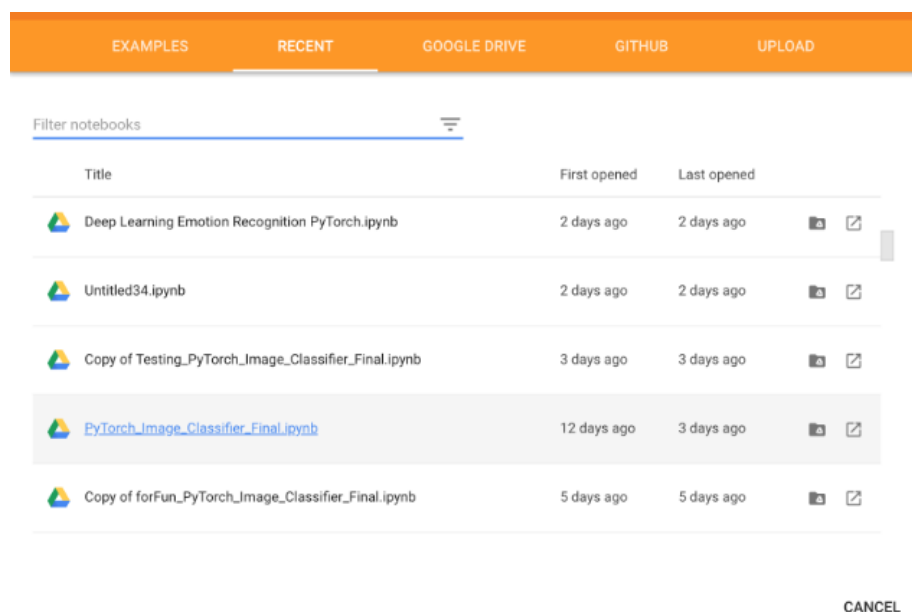 EXAMPLES RECENT GOOGLE DRIVE GITHUB UPLOAD
Filter notebooks
Title First opened Last opened
Deep Learning Emotion Recognition PyTorch.ipynb 2 days ago 2 days ago
Untitled34.ipynb 2 days ago 2 days ago
Copy of Testing_PyTorch_Image_Classifier_Final.ipynb 3 days ago 3 days ago
PyTorch_Image_Classifier_Final.ipynb 12 days ago 3 days ago
Copy of forFun_PyTorch_Image_Classifier_Final.ipynb 5 days ago 5 days ago
CANCEL